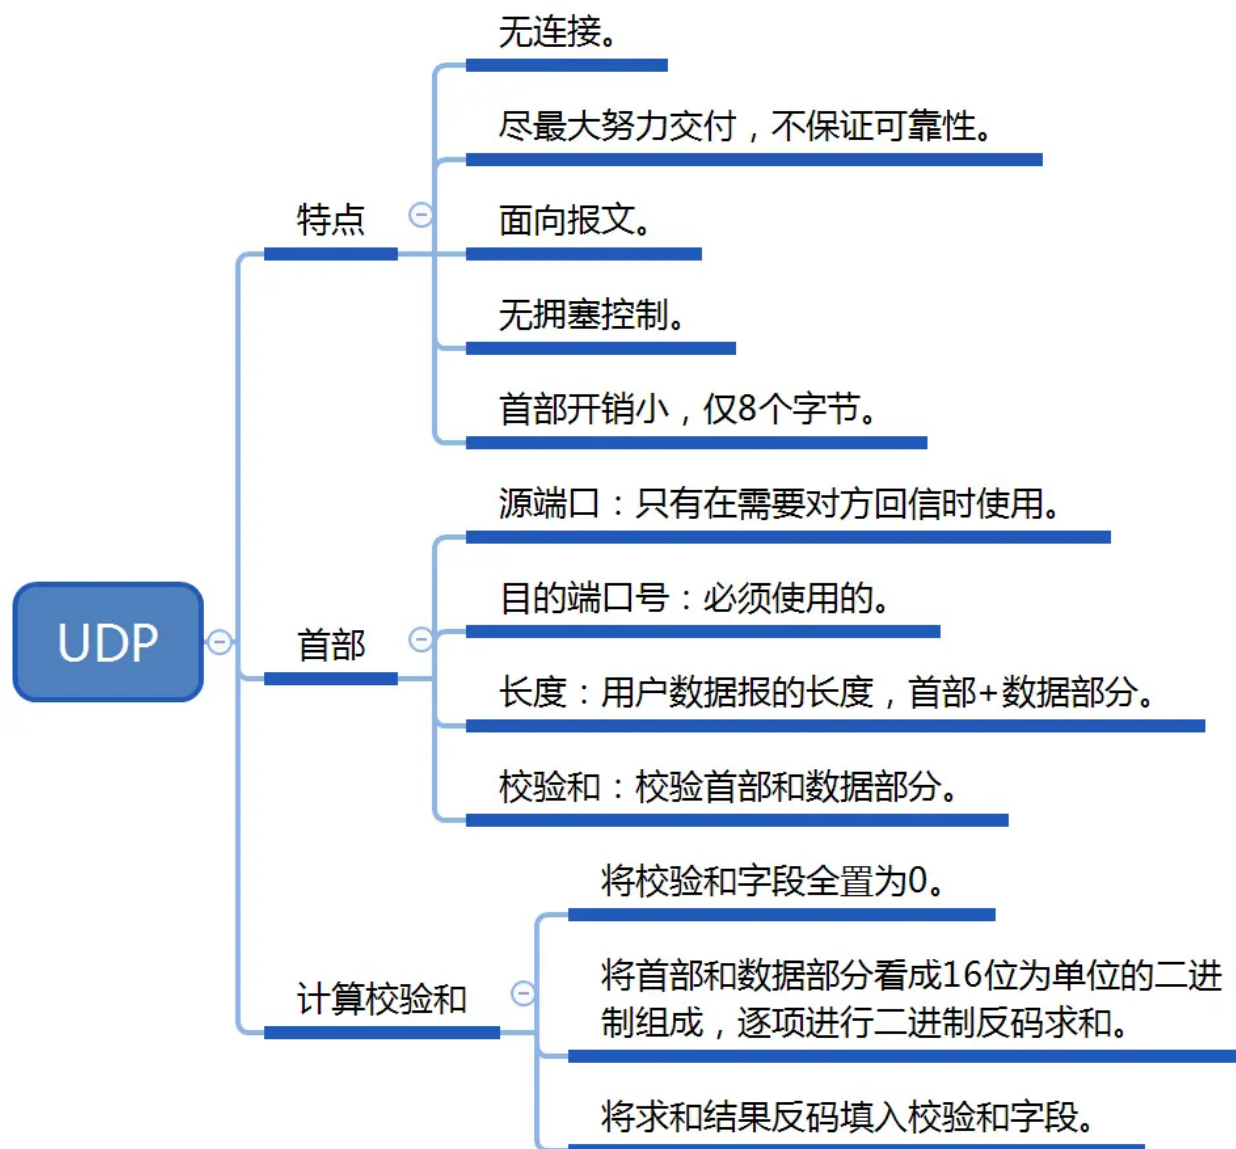 无连接。
尽最大努力交付，不保证可靠性。
特点
面向报文。
无拥塞控制。
首部开销小，仅8个字节。
源端口：只有在需要对方回信时使用。
目的端口号：必须使用的。
UDP
首部
长度：用户数据报的长度，首部+数据部分。
校验和：校验首部和数据部分。
将校验和字段全置为0。
计算校验和
将首部和数据部分看成16位为单位的二进
制组成，逐项进行二进制反码求和。
将求和结果反码填入校验和字段。